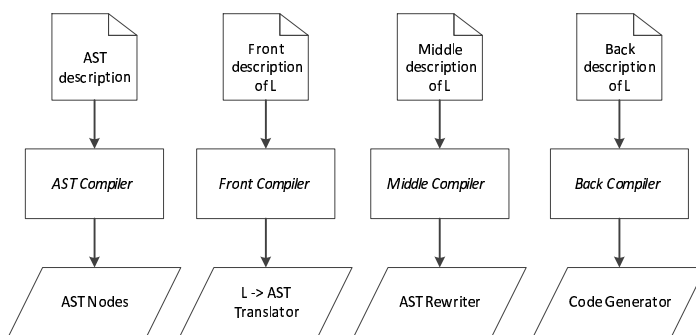 AST
description
Front
description
of L
Middle
description
of L
Back
description
of L
AST Compiler
Front Compiler
Middle Compiler
Back Compiler
AST Nodes
L -> AST
Translator
AST Rewriter
Code Generator